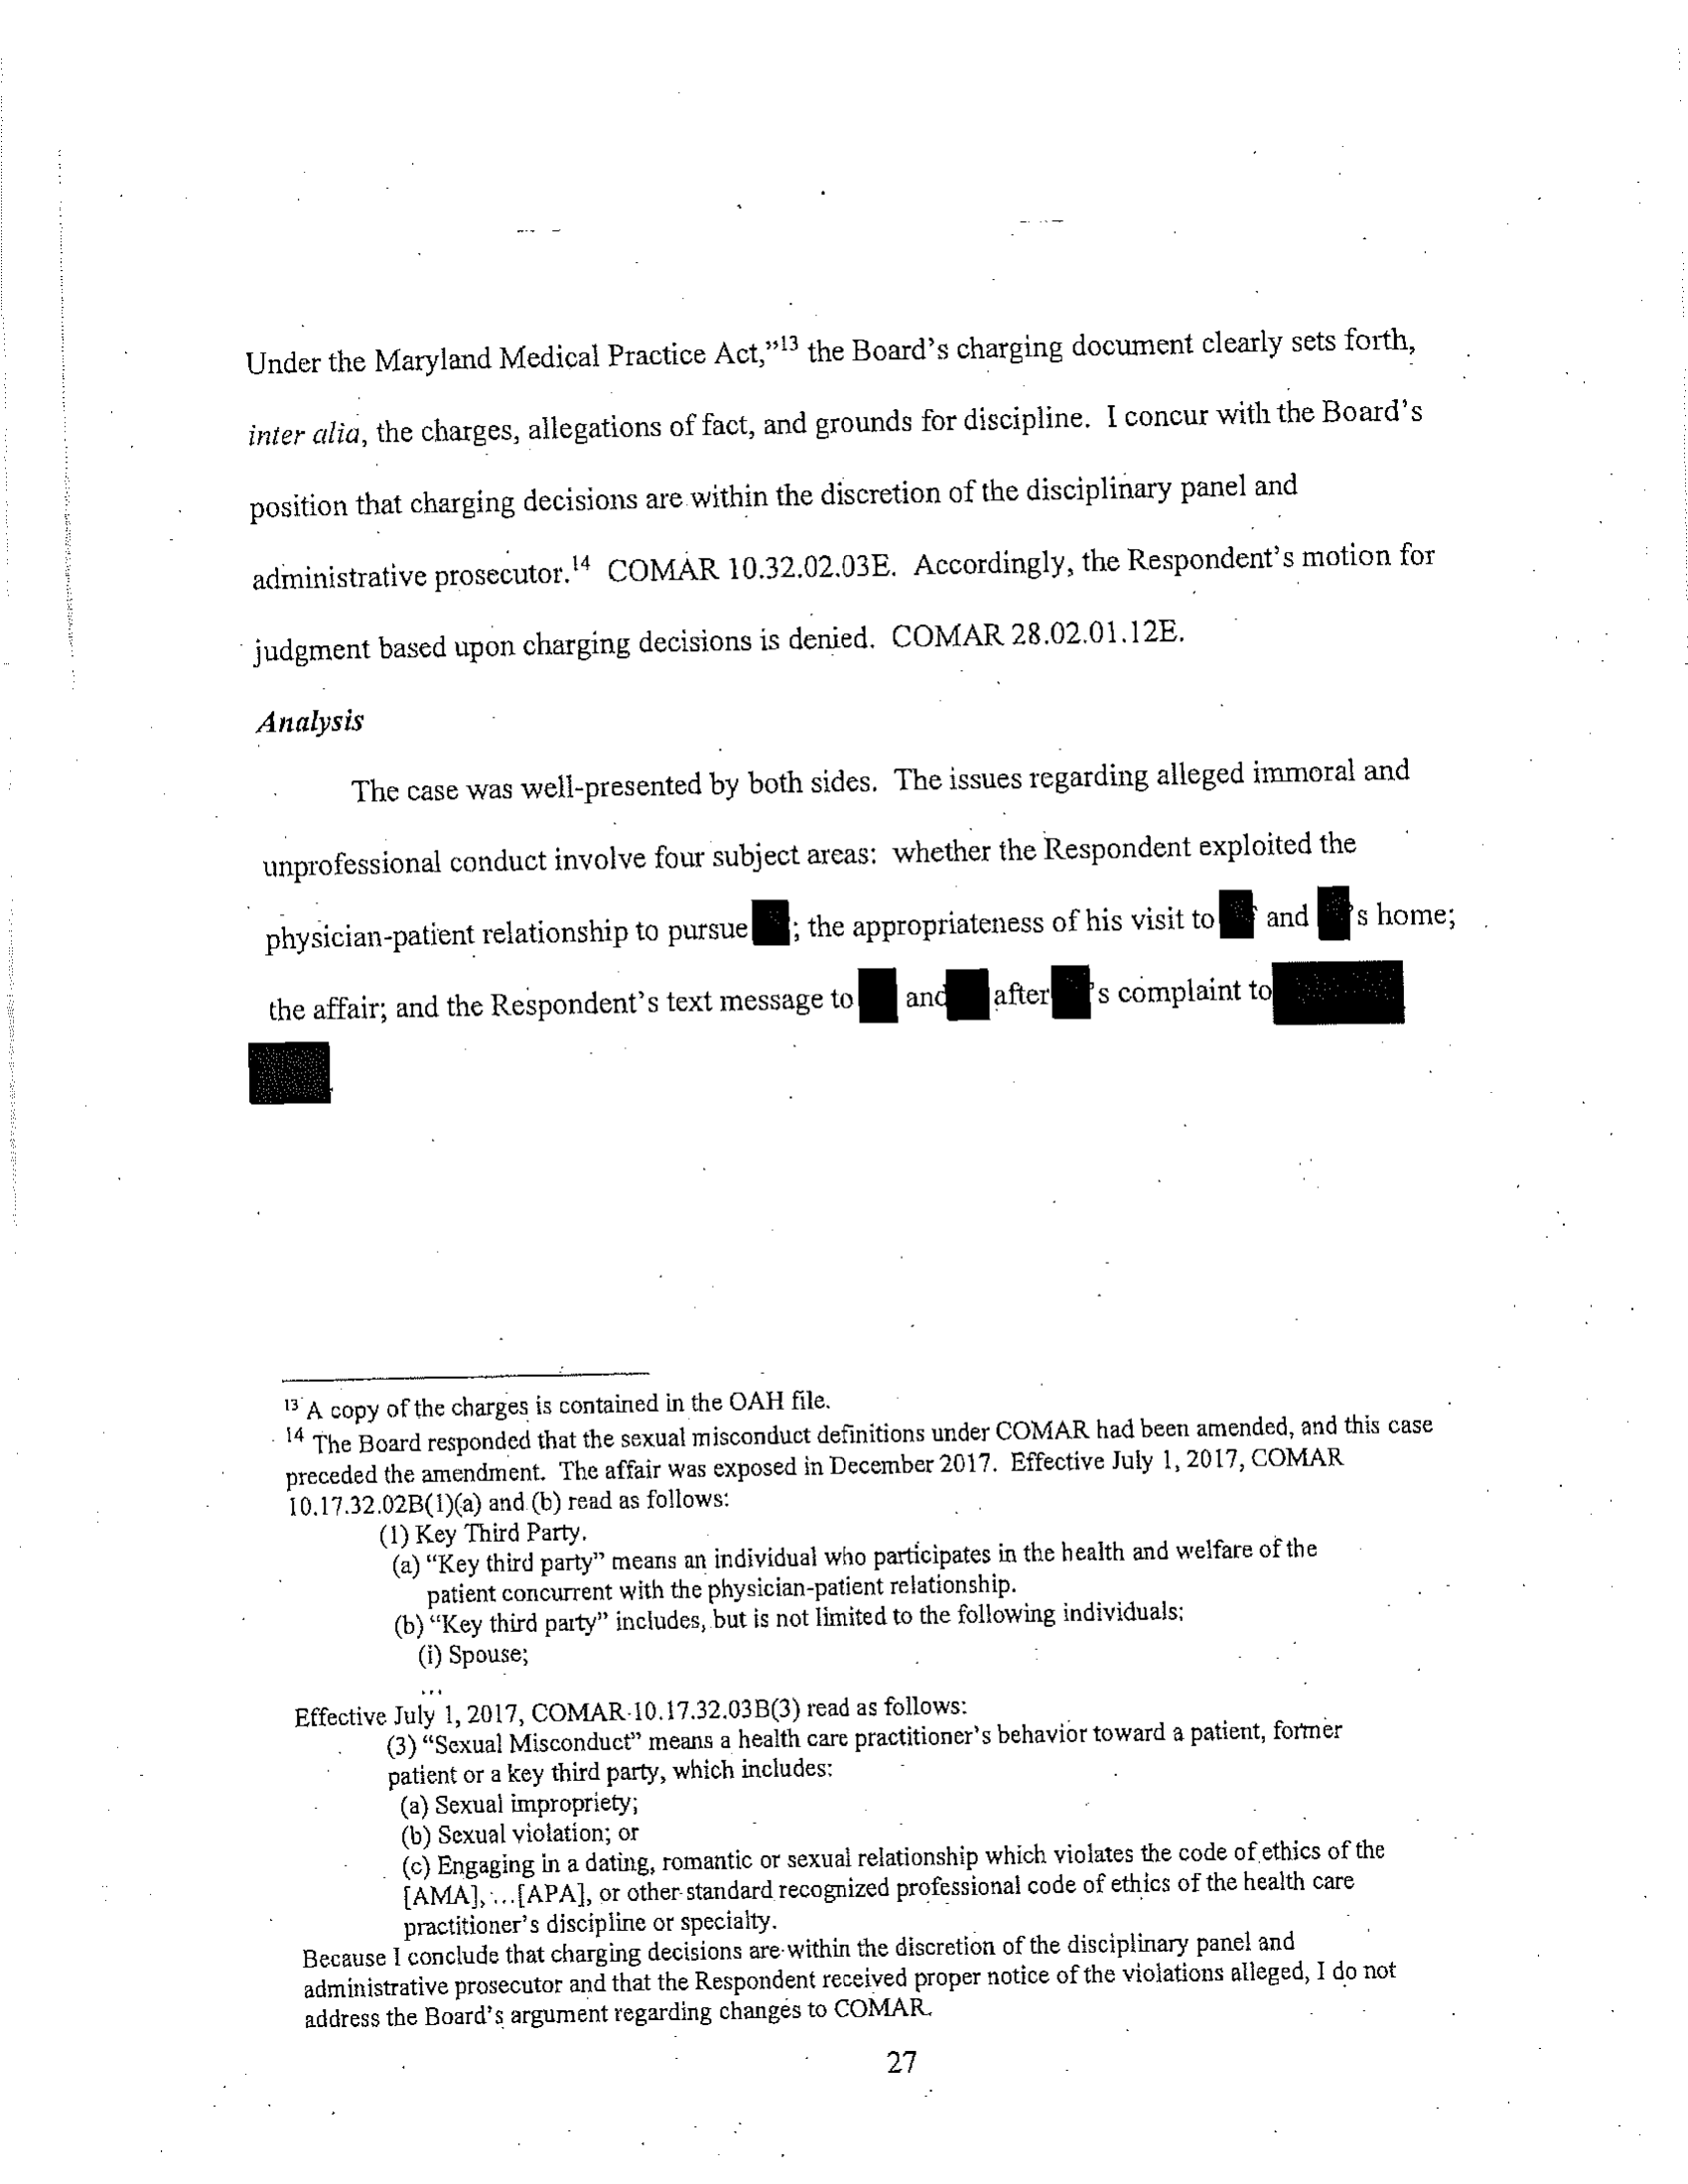 Under the Maryland Medical Practice Act,”13 the Board’s charging document clearly sets forth,
inter alia, the charges, allegations of fact, and grounds for discipline. I concur with the Board’s
position that charging decisions are within the discretion of the disciplinary panel and
administrative prosecutor.14 COMAR 10.32.02.03E. Accordingly, the Respondent’s motion for
judgment based upon charging decisions is denied. COMAR 28.02.01.12E.
Analysis
The case was well-presented by both sides. The issues regarding alleged immoral and
unprofessional conduct involve four subject areas: whether the Respondent exploited the
physician-patient relationship to pursue ; the appropriateness of his visit to and ’s home;
the affair; and the Respondent’s text message to and after ’s complaint to
13 A copy of the charges is contained in the OAH file.
14 The Board responded that the sexual misconduct definitions under COMAR had been amended, and this case
preceded the amendment. The affair was exposed in December 2017. Effective July 1, 2017, COMAR
10.17.32.02B(1)(a) and (b) read as follows:
(1) Key Third Party.
(a) “Key third party” means an individual who participates in the health and welfare of the
patient concurrent with the physician-patient relationship.
(b) “Key third party” includes, but is not limited to the following individuals;
(i) Spouse;
...
Effective July 1, 2017, COMAR 10.17.32.03B(3) read as follows:
(3) “Sexual Misconduct” means a health care practitioner’s behavior toward a patient, former
patient or a key third party, which includes:
(a) Sexual impropriety;
(b) Sexual violation; or
(c) Engaging in a dating, romantic or sexual relationship which violates the code of ethics of the
[AMA], ...[APA], or other standard recognized professional code of ethics of the health care
practitioner’s discipline or specialty.
Because I conclude that charging decisions are within the discretion of the disciplinary panel and
administrative prosecutor and that the Respondent received proper notice of the violations alleged, I do not
address the Board’s argument regarding changes to COMAR.
27